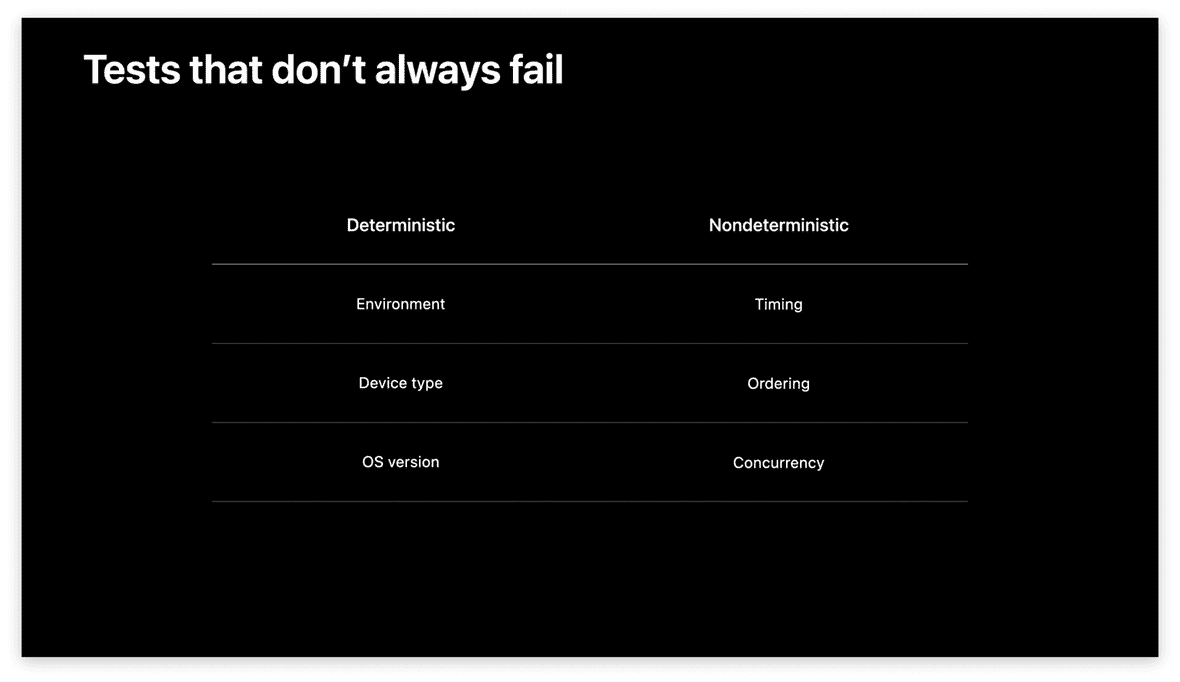 Tests that don’t always fail
Deterministic Nondeterministic
Environment Timing
Device type Ordering
OS version Concurrency